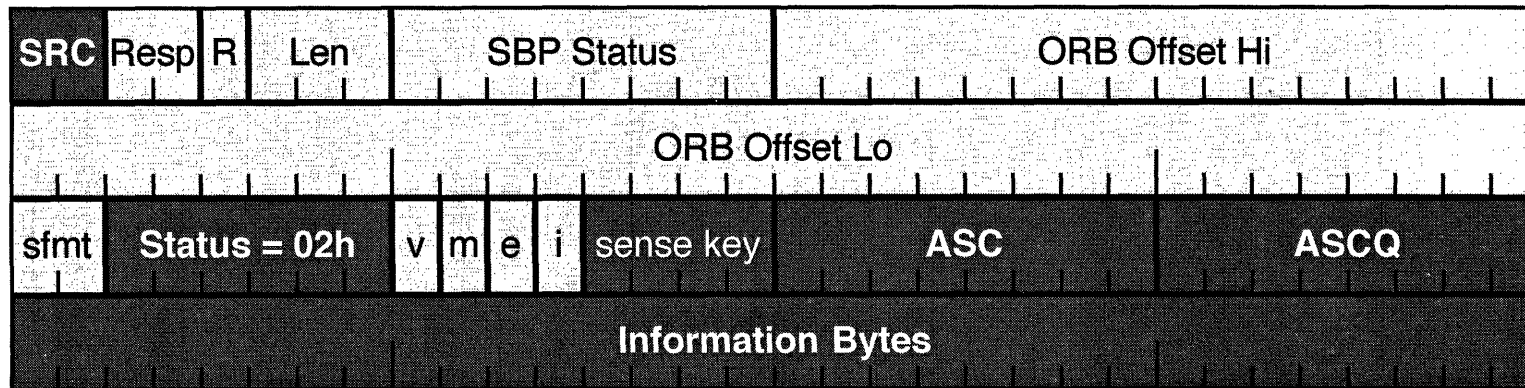 SRC Resp R Len SBP Status ORB Offset Hi
ORB Offset Lo
sfmt Status = 02h v m e i sense key ASC ASCQ
Information Bytes